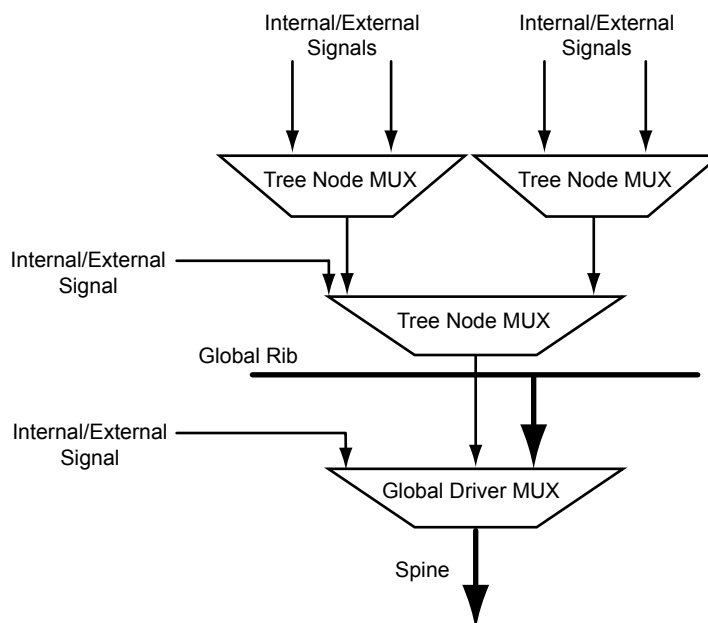 Internal/External
Signals
Internal/External
Signals
Tree Node MUX
Tree Node MUX
Internal/External
Signal
Tree Node MUX
Global Rib
Internal/External
Signal
Global Driver MUX
Spine